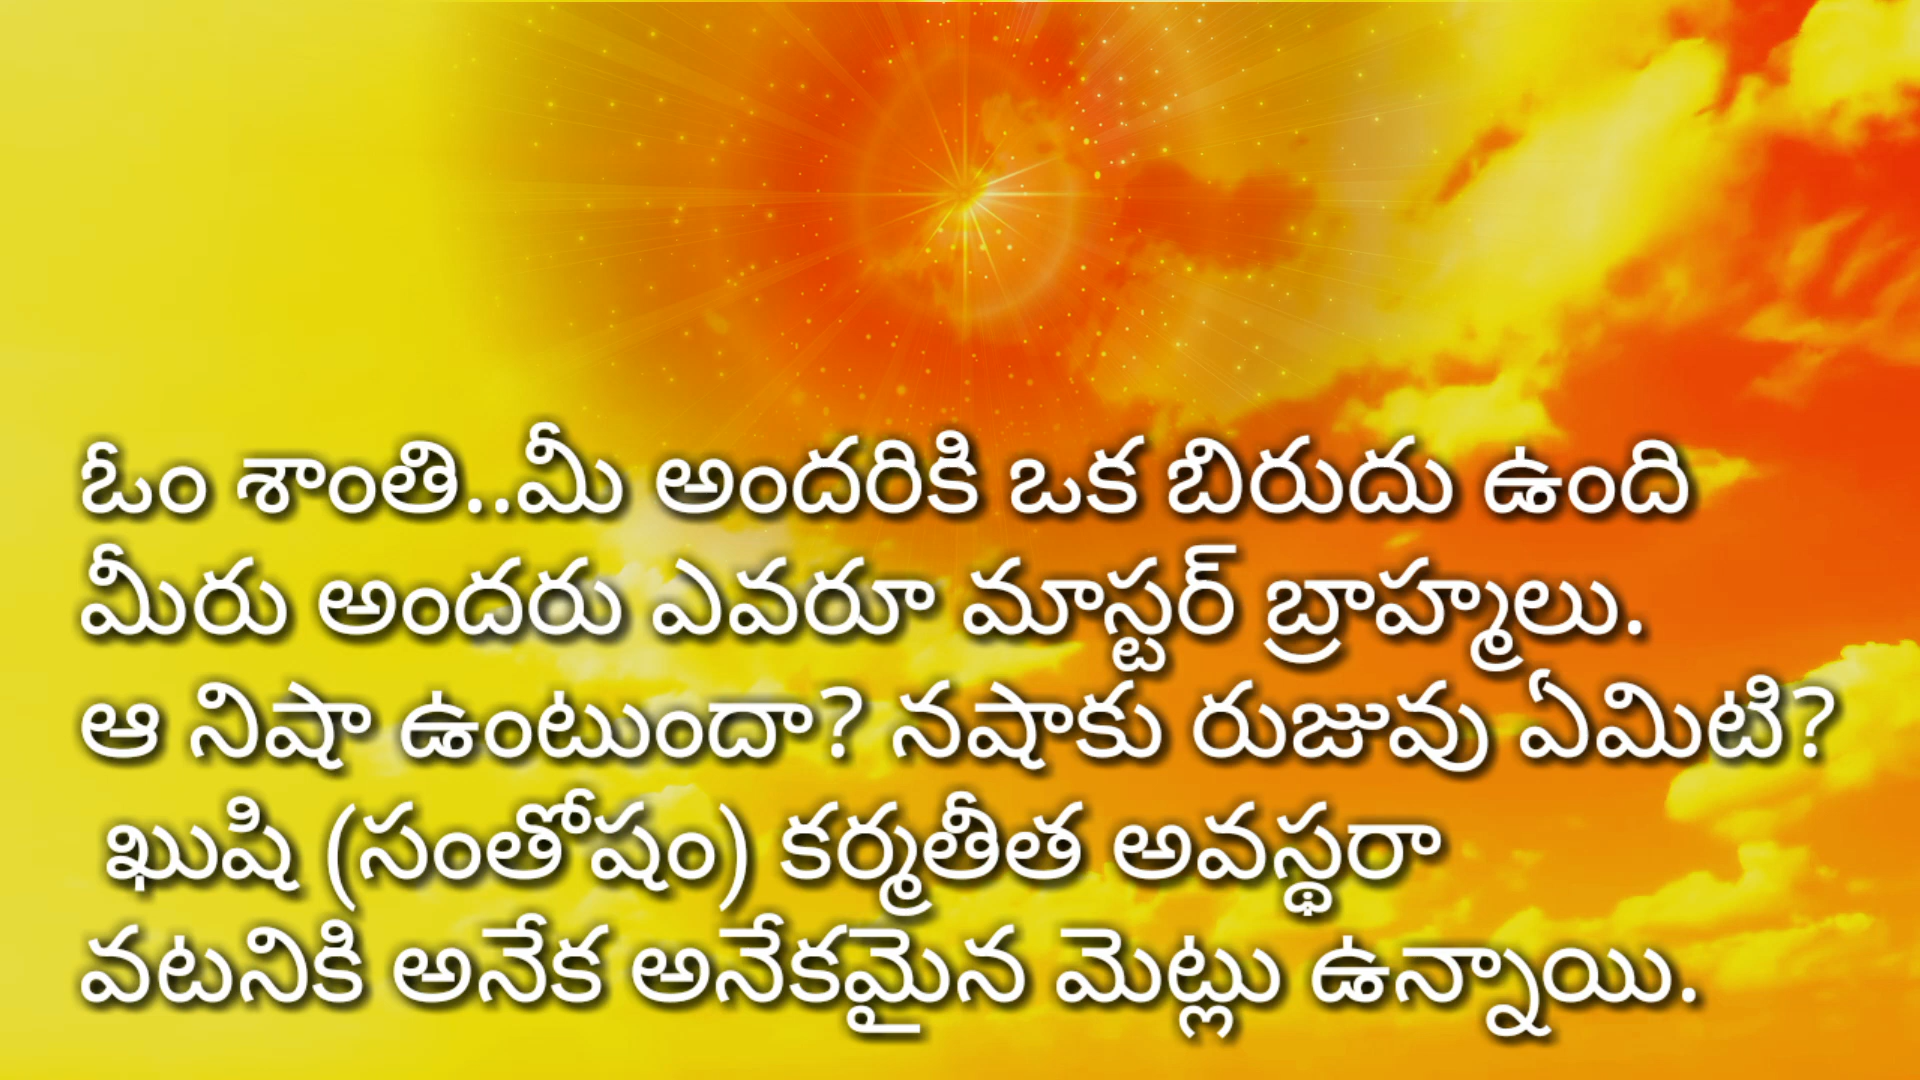 ఓం శాంతి..మీ అందరికి ఒక బిరుదు ఉంది
మీరు అందరు ఎవరూ మాస్టర్ బ్రాహ్మలు.
ఆ నిషా ఉంటుందా? నషాకు రుజువు ఏమిటి?
ఖుషి (సంతోషం) కర్మతీత అవస్థరా
వటనికి అనేక అనేకమైన మెట్లు ఉన్నాయి.